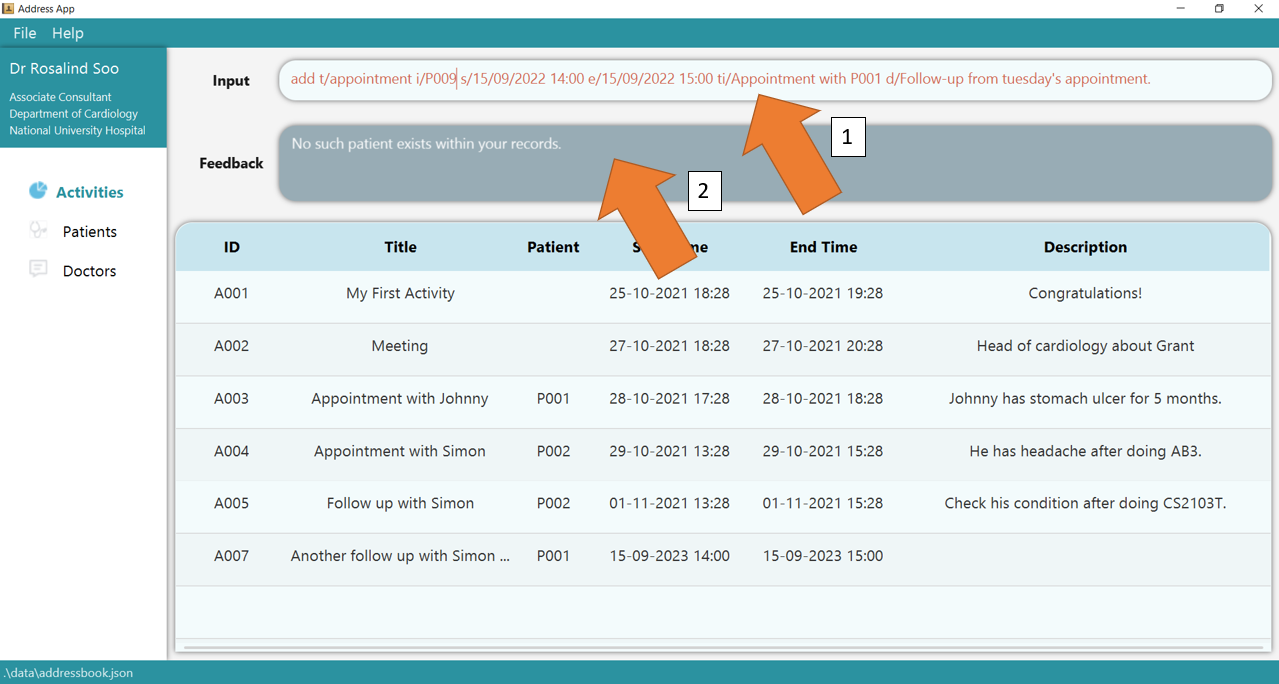 Address App
File Help
Dr Rosalind Soo
Associate Consultant
Department of Cardiology
National University Hospital
Activities
Patients
Doctors
Input
add t/appointment i/P009 s/15/09/2022 14:00 e/15/09/2022 15:00 ti/Appointment with P001 d/Follow-up from tuesday's appointment.
1
Feedback
No such patient exists within your records.
2
ID Title Patient S me End Time Description
A001 My First Activity 25-10-2021 18:28 25-10-2021 19:28 Congratulations!
A002 Meeting 27-10-2021 18:28 27-10-2021 20:28 Head of cardiology about Grant
A003 Appointment with Johnny P001 28-10-2021 17:28 28-10-2021 18:28 Johnny has stomach ulcer for 5 months.
A004 Appointment with Simon P002 29-10-2021 13:28 29-10-2021 15:28 He has headache after doing AB3.
A005 Follow up with Simon P002 01-11-2021 13:28 01-11-2021 15:28 Check his condition after doing CS2103T.
A007 Another follow up with Simon ... P001 15-09-2023 14:00 15-09-2023 15:00
.\data\addressbook.json